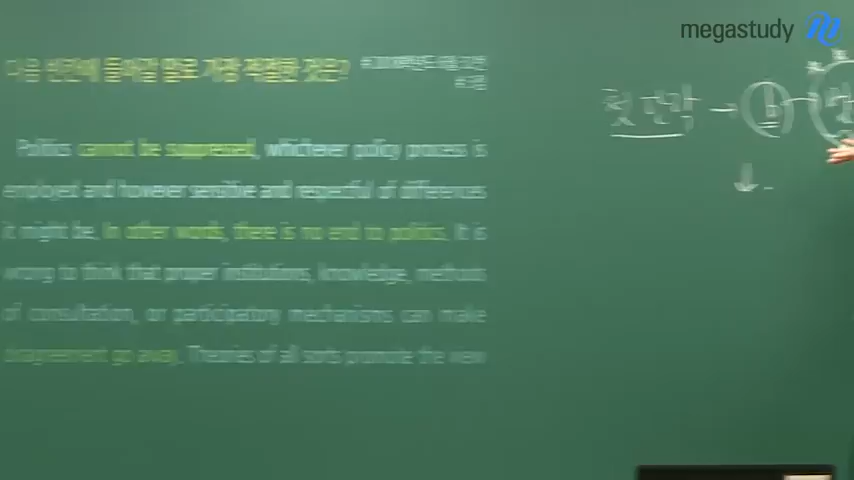 megastudy
다음 빈칸에 들어갈 말로 가장 적절한 것은?
첫 문장 → b
Politics cannot be suppressed, whichever policy process is
employed and however sensitive and respectful of differences
it might be. In other words, there is no end to politics. It is
wrong to think that proper institutions, knowledge, methods
of consultation, or participatory mechanisms can make
disagreement go away. Theories of all sorts promote the view